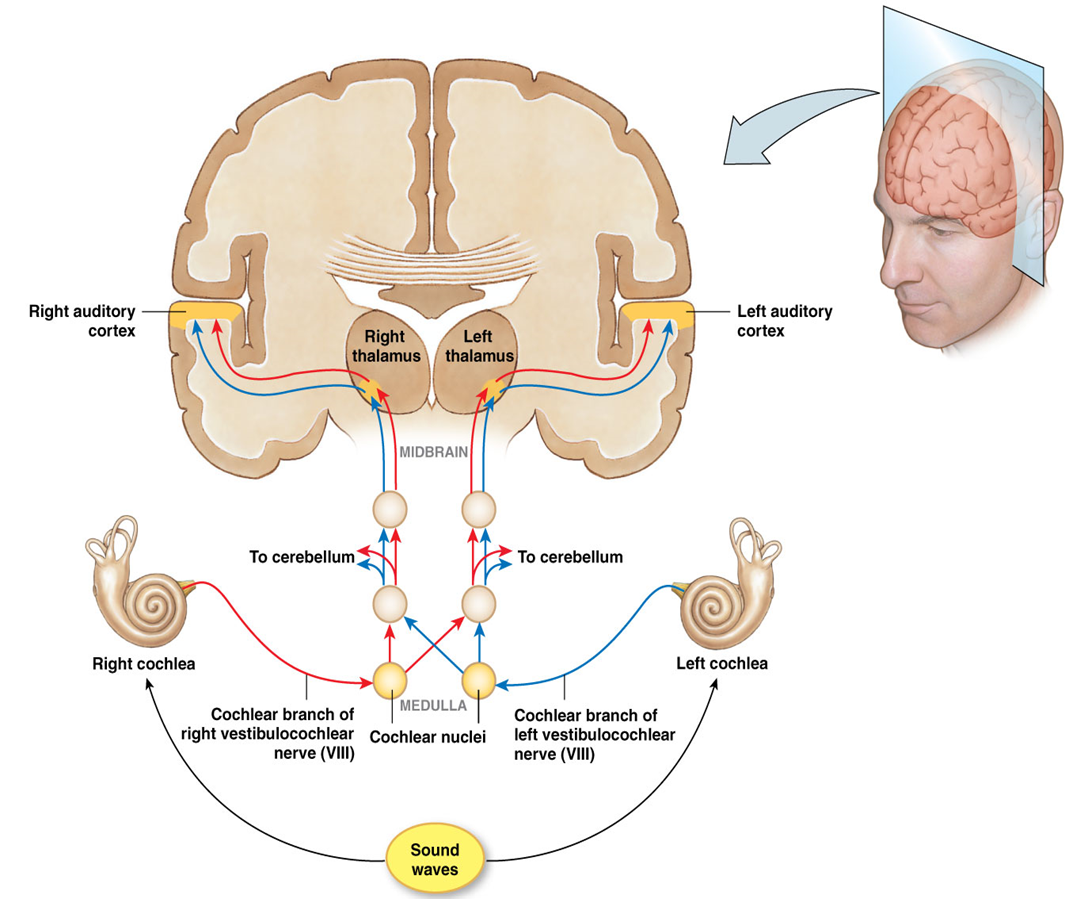 Right auditory
cortex
Left auditory
cortex
Right
thalamus
Left
thalamus
MIDBRAIN
To cerebellum
To cerebellum
Right cochlea
Left cochlea
MEDULLA
Cochlear branch of
right vestibulocochlear
nerve (VIII)
Cochlear nuclei
Cochlear branch of
left vestibulocochlear
nerve (VIII)
Sound
waves